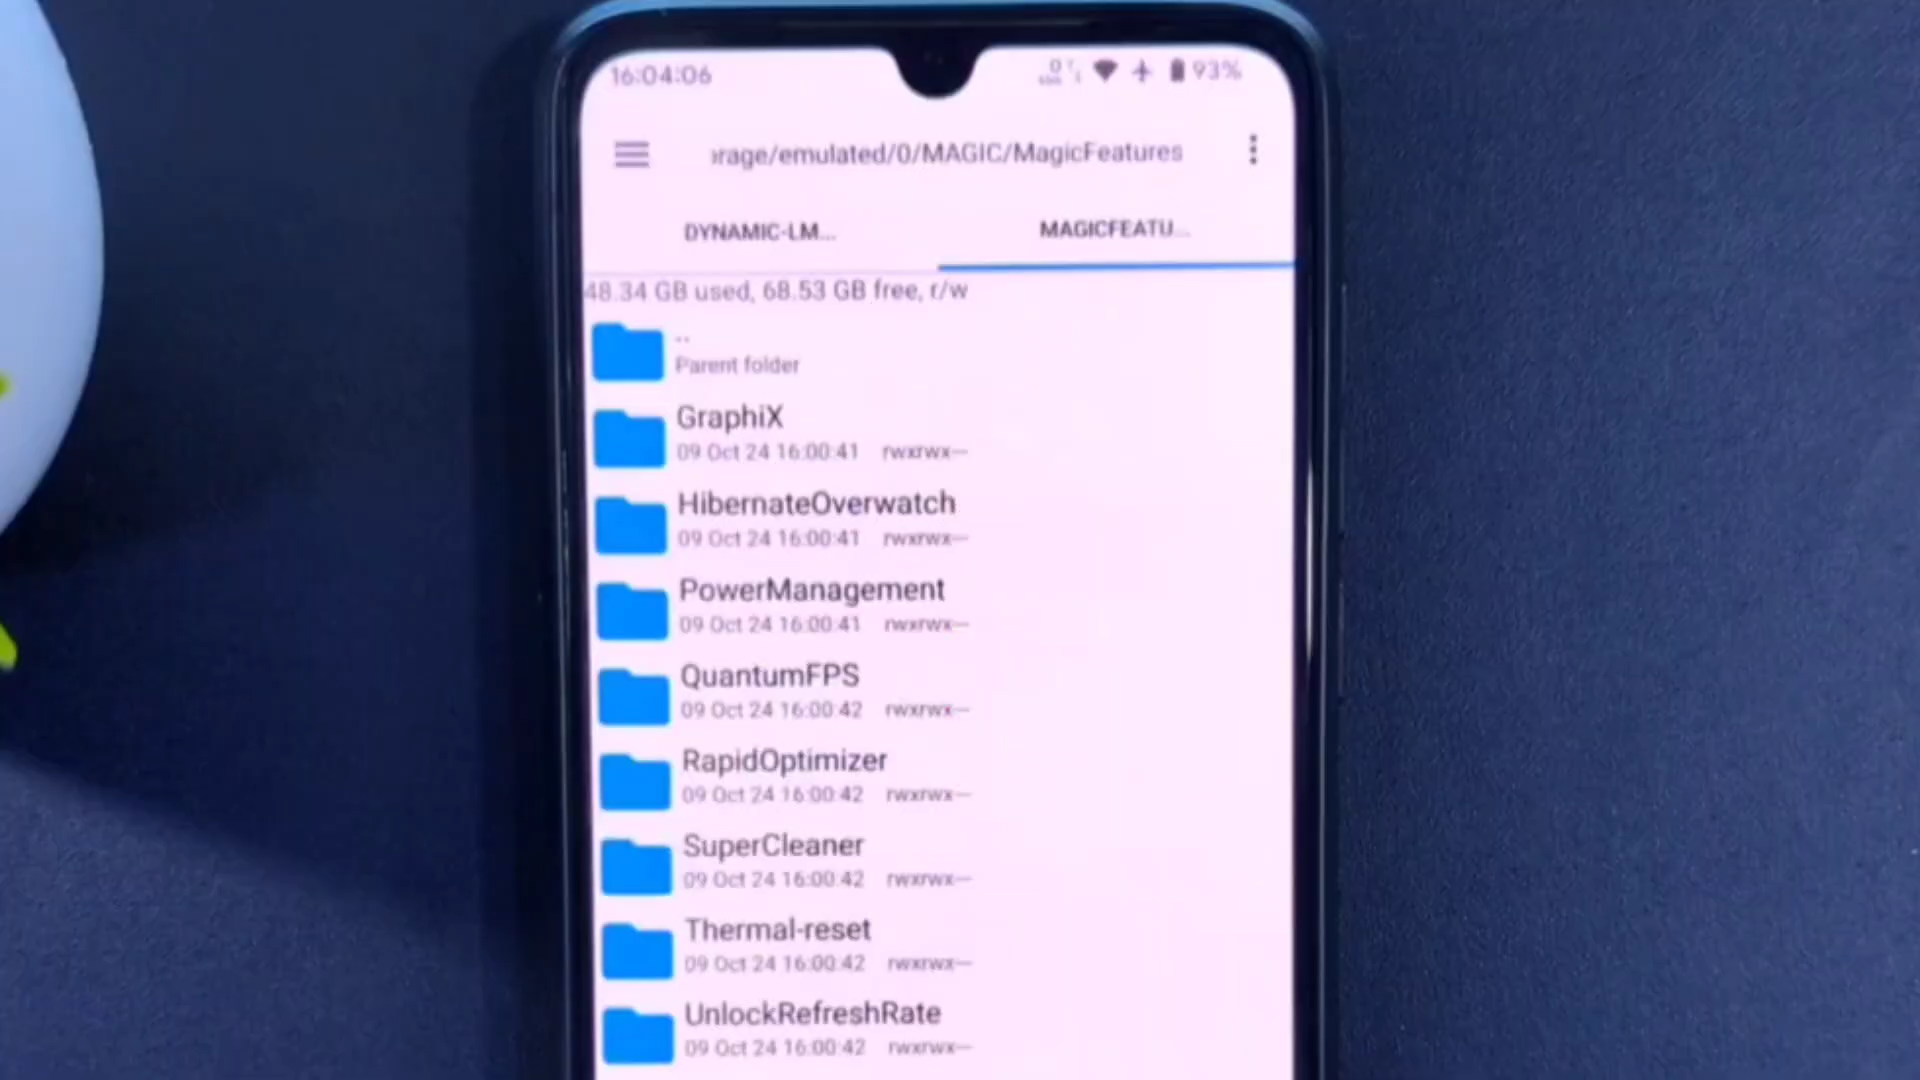 16:04:06
93%
rage/emulated/0/MAGIC/MagicFeatures
DYNAMIC-LM...
MAGICFEATU...
48.34 GB used, 68.53 GB free, r/w
..
Parent folder
GraphiX
09 Oct 24 16:00:41 rwxrwx---
HibernateOverwatch
09 Oct 24 16:00:41 rwxrwx---
PowerManagement
09 Oct 24 16:00:41 rwxrwx---
QuantumFPS
09 Oct 24 16:00:42 rwxrwx---
RapidOptimizer
09 Oct 24 16:00:42 rwxrwx---
SuperCleaner
09 Oct 24 16:00:42 rwxrwx---
Thermal-reset
09 Oct 24 16:00:42 rwxrwx---
UnlockRefreshRate
09 Oct 24 16:00:42 rwxrwx---